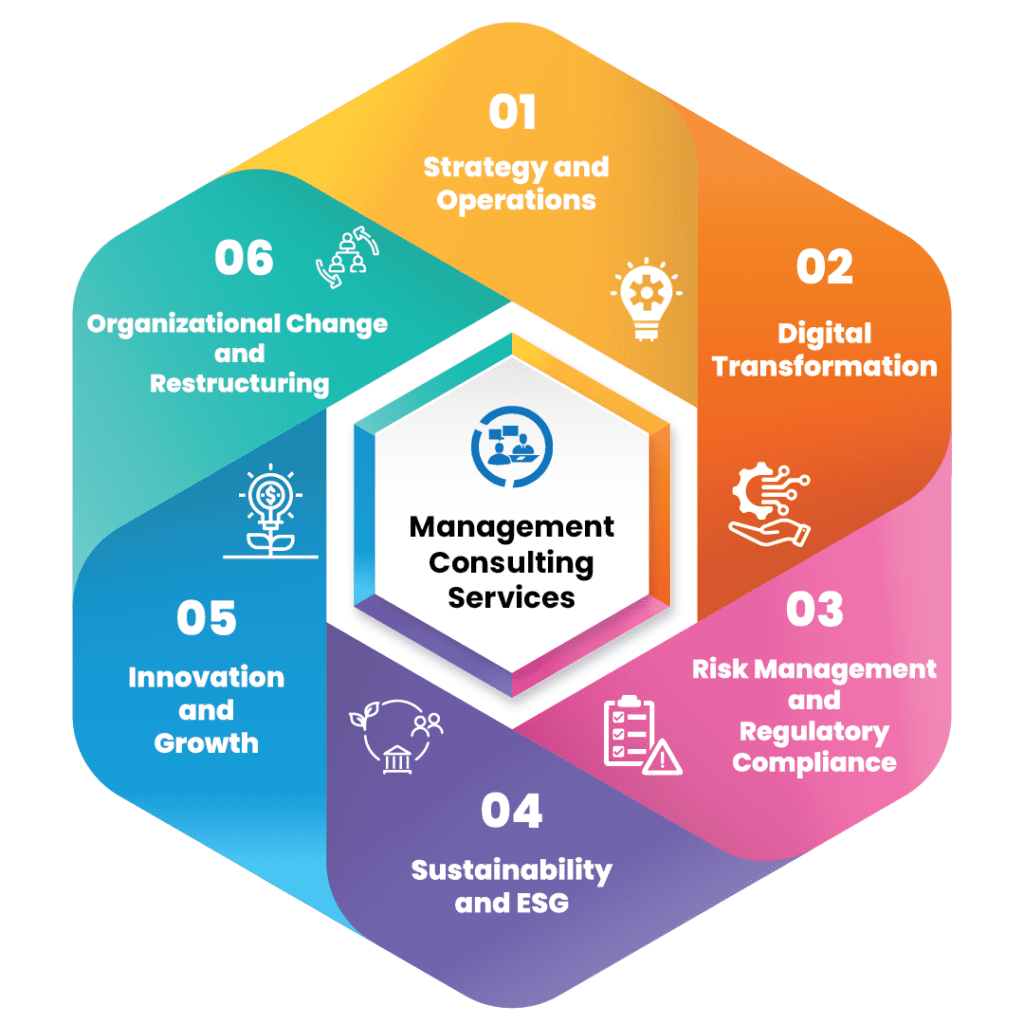 01
Strategy and
Operations
02
Digital
Transformation
03
Risk Management
and
Regulatory
Compliance
04
Sustainability
and ESG
05
Innovation
and
Growth
06
Organizational Change
and
Restructuring
Management
Consulting
Services